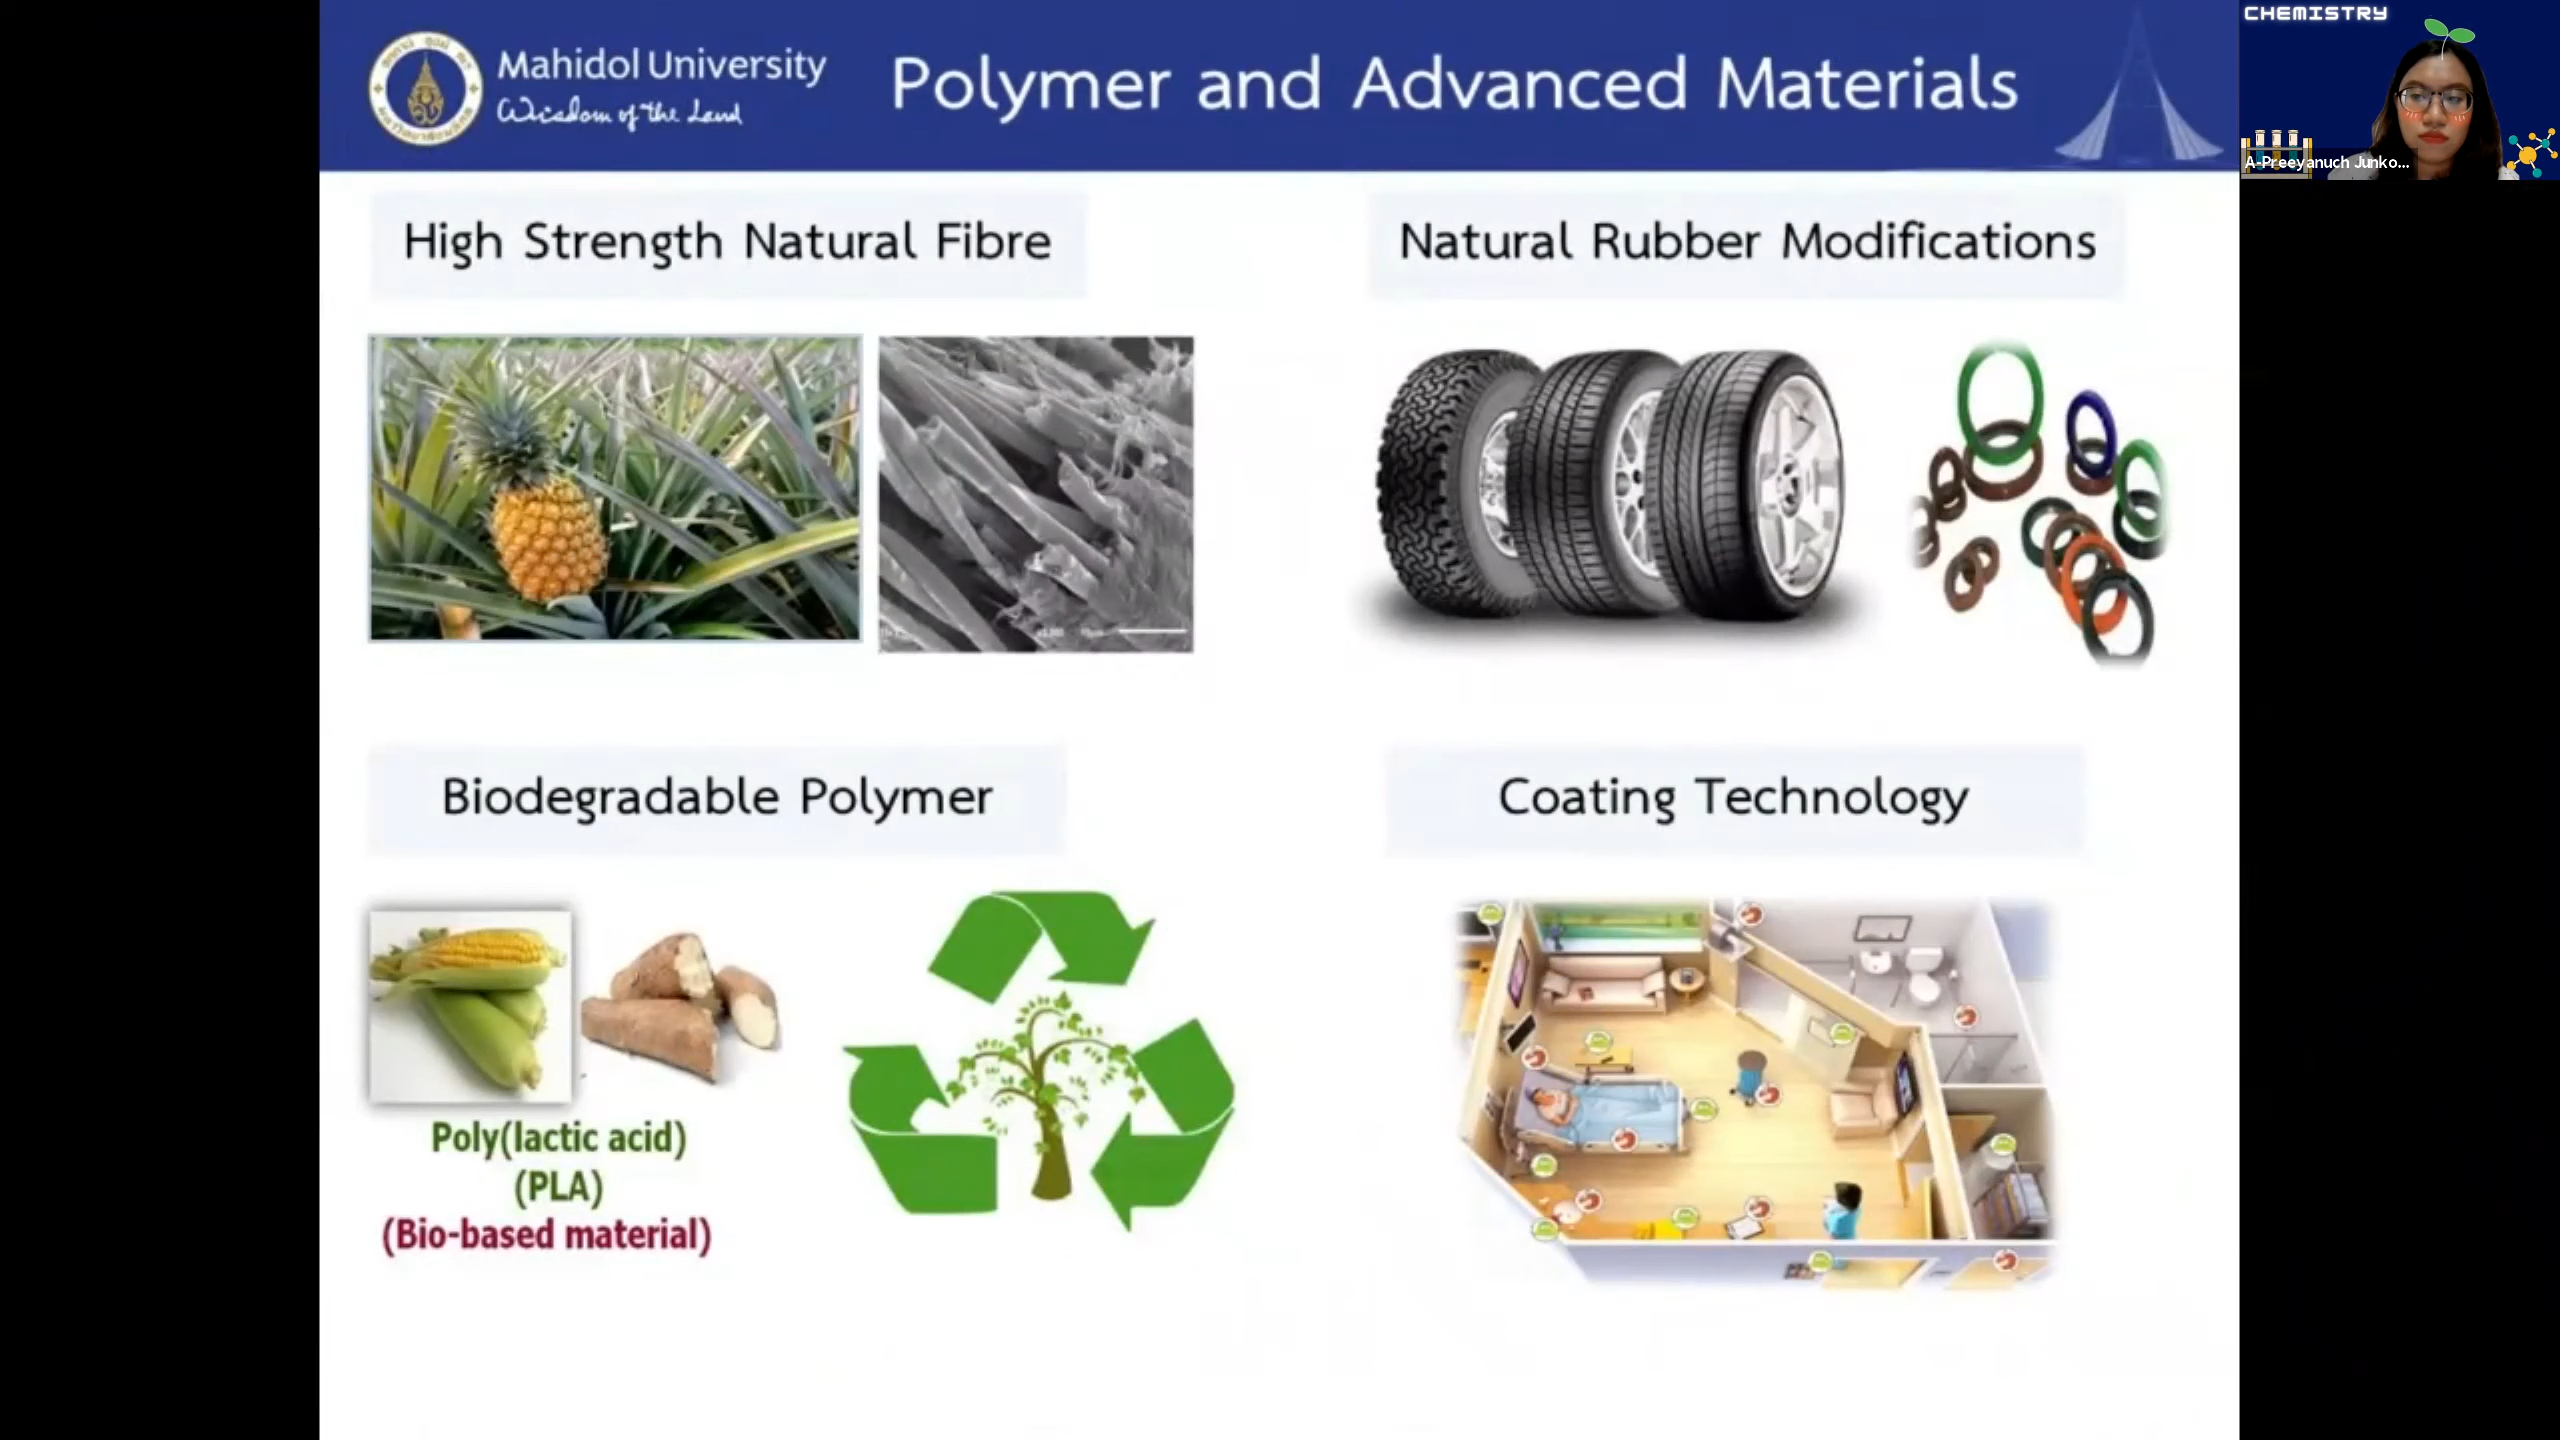 Mahidol University
Wisdom of the Land
Polymer and Advanced Materials
CHEMISTRY
A-Preeyanuch Junko...
High Strength Natural Fibre
Natural Rubber Modifications
Biodegradable Polymer
Coating Technology
Poly(lactic acid)
(PLA)
(Bio-based material)